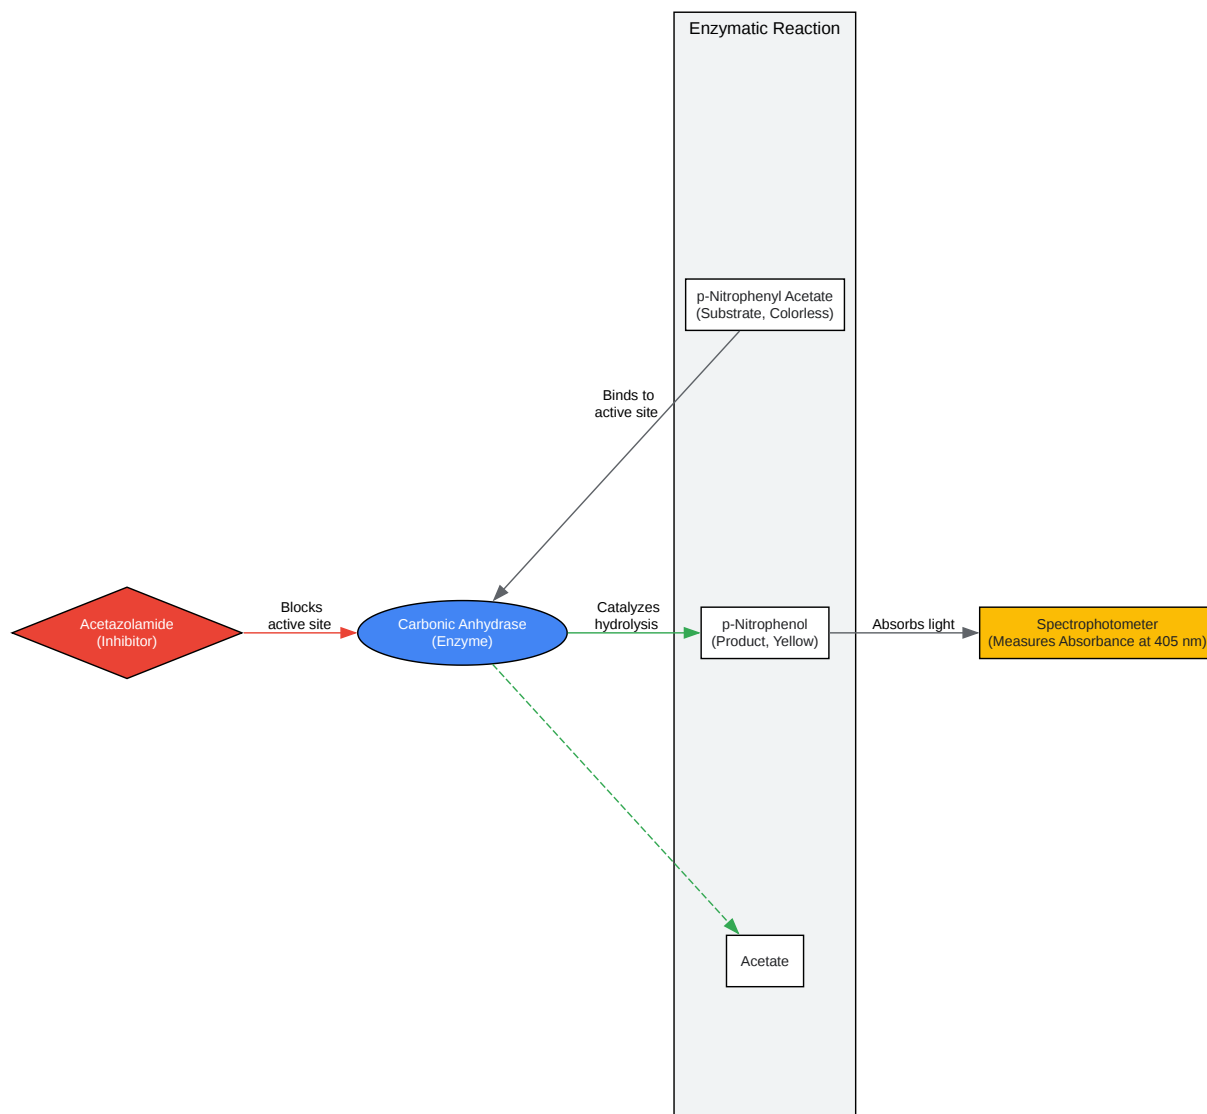 Enzymatic Reaction
p-Nitrophenyl Acetate
(Substrate, Colorless)
Binds to
active site
Acetazolamide
(Inhibitor)
Blocks
active site
Carbonic Anhydrase
(Enzyme)
Catalyzes
hydrolysis
p-Nitrophenol
(Product, Yellow)
Absorbs light
Spectrophotometer
(Measures Absorbance at 405 nm)
Acetate